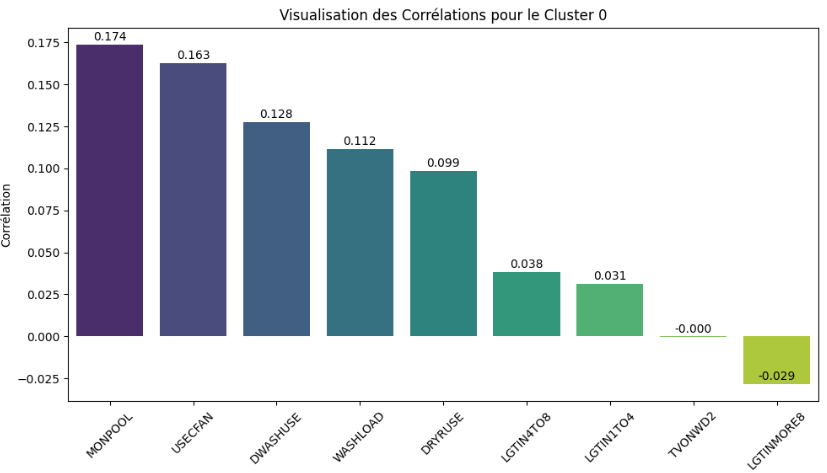 Visualisation des Corrélations pour le Cluster 0
Corrélation
0.175
0.150
0.125
0.100
0.075
0.050
0.025
0.000
−0.025
0.174
0.163
0.128
0.112
0.099
0.038
0.031
-0.000
-0.029
MONPOOL
USECFAN
DWASHUSE
WASHLOAD
DRYRUSE
LGTIN4TO8
LGTIN1TO4
TVONWD2
LGTINMORE8